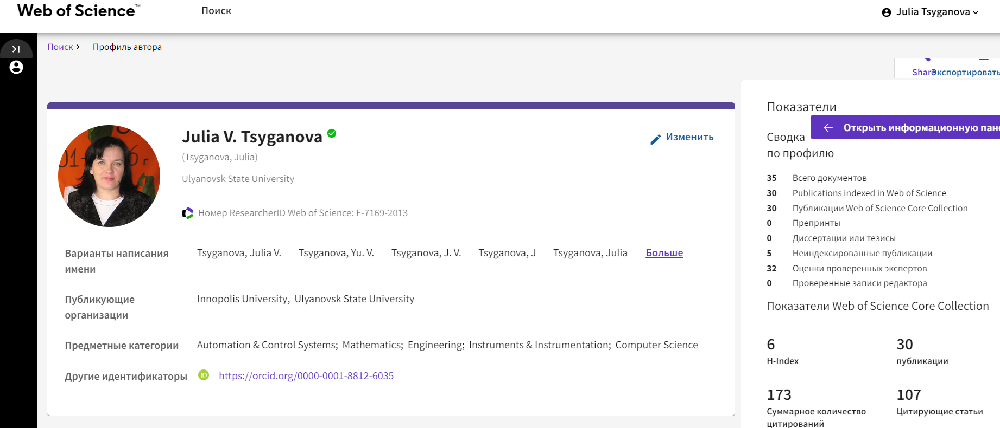 Web of Science™
Поиск
Julia Tsyganova
Поиск
Профиль автора
Share
Экспортировать
Julia V. Tsyganova
Изменить
(Tsyganova, Julia)
Ulyanovsk State University
Номер ResearcherID Web of Science: F-7169-2013
Варианты написания
имени
Tsyganova, Julia V. Tsyganova, Yu. V. Tsyganova, J. V. Tsyganova, J Tsyganova, Julia Больше
Публикующие
организации
Innopolis University, Ulyanovsk State University
Предметные категории
Automation & Control Systems; Mathematics; Engineering; Instruments & Instrumentation; Computer Science
Другие идентификаторы
iD
https://orcid.org/0000-0001-8812-6035
Показатели
← Открыть информационную
Сводка
по профилю
35 Всего документов
30 Publications indexed in Web of Science
30 Публикации Web of Science Core Collection
0 Препринты
0 Диссертации или тезисы
5 Неиндексированные публикации
32 Оценки проверенных экспертов
0 Проверенные записи редактора
Показатели Web of Science Core Collection
6
H-Index
30
публикации
173
Суммарное количество
цитирований
107
Цитирующие статьи